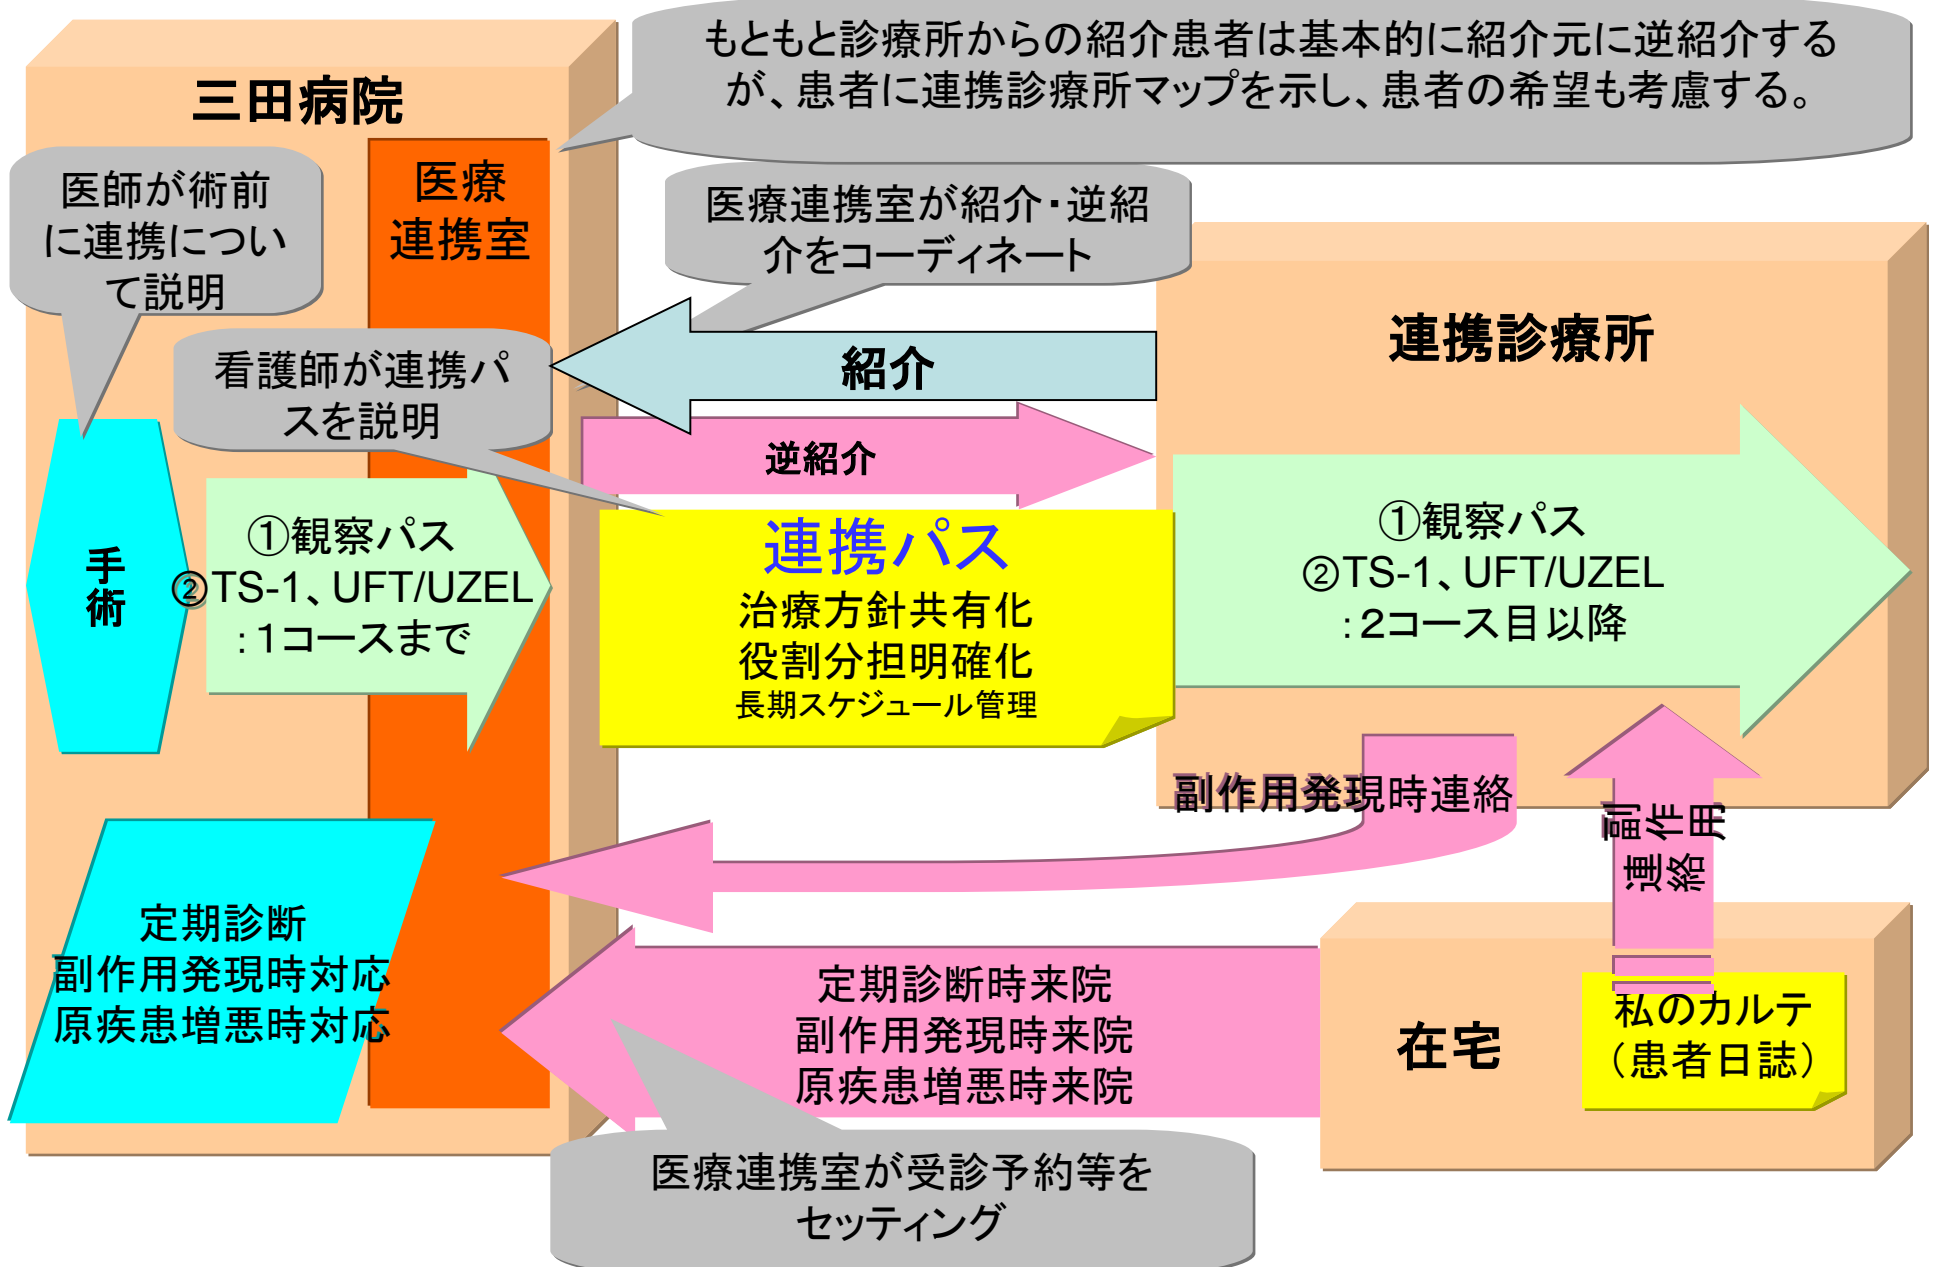 もともと診療所からの紹介患者は基本的に紹介元に逆紹介する
が、患者に連携診療所マップを示し、患者の希望も考慮する。
三田病院
医療
連携室
医師が術前
に連携につい
て説明
医療連携室が紹介・逆紹
介をコーディネート
連携診療所
紹介
看護師が連携パ
スを説明
逆紹介
手術
①観察パス
②TS-1、UFT/UZEL
：1コースまで
連携パス
治療方針共有化
役割分担明確化
長期スケジュール管理
①観察パス
②TS-1、UFT/UZEL
：2コース目以降
副作用発現時連絡
副作用
連絡
定期診断
副作用発現時対応
原疾患増悪時対応
定期診断時来院
副作用発現時来院
原疾患増悪時来院
在宅
私のカルテ
（患者日誌）
医療連携室が受診予約等を
セッティング